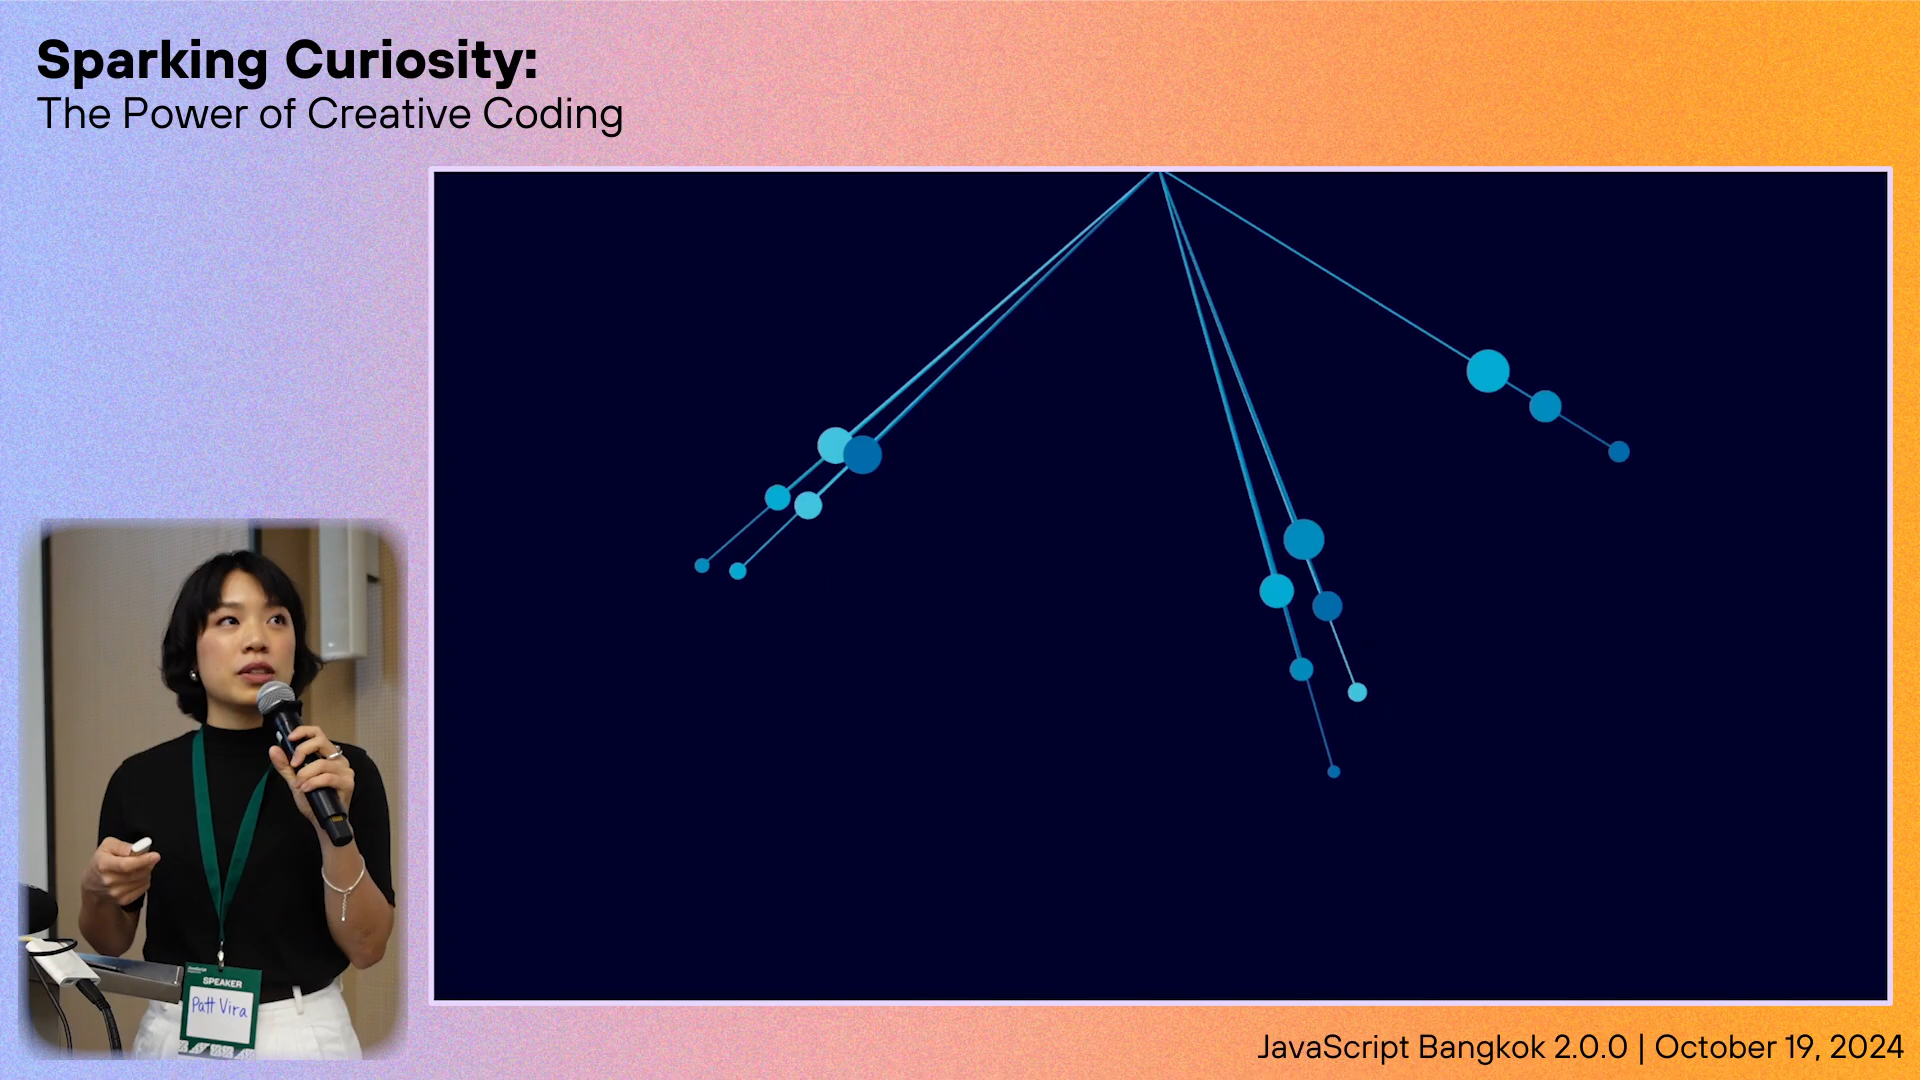 Sparking Curiosity:
The Power of Creative Coding
SPEAKER
Patt Vira
JavaScript Bangkok 2.0.0 | October 19, 2024